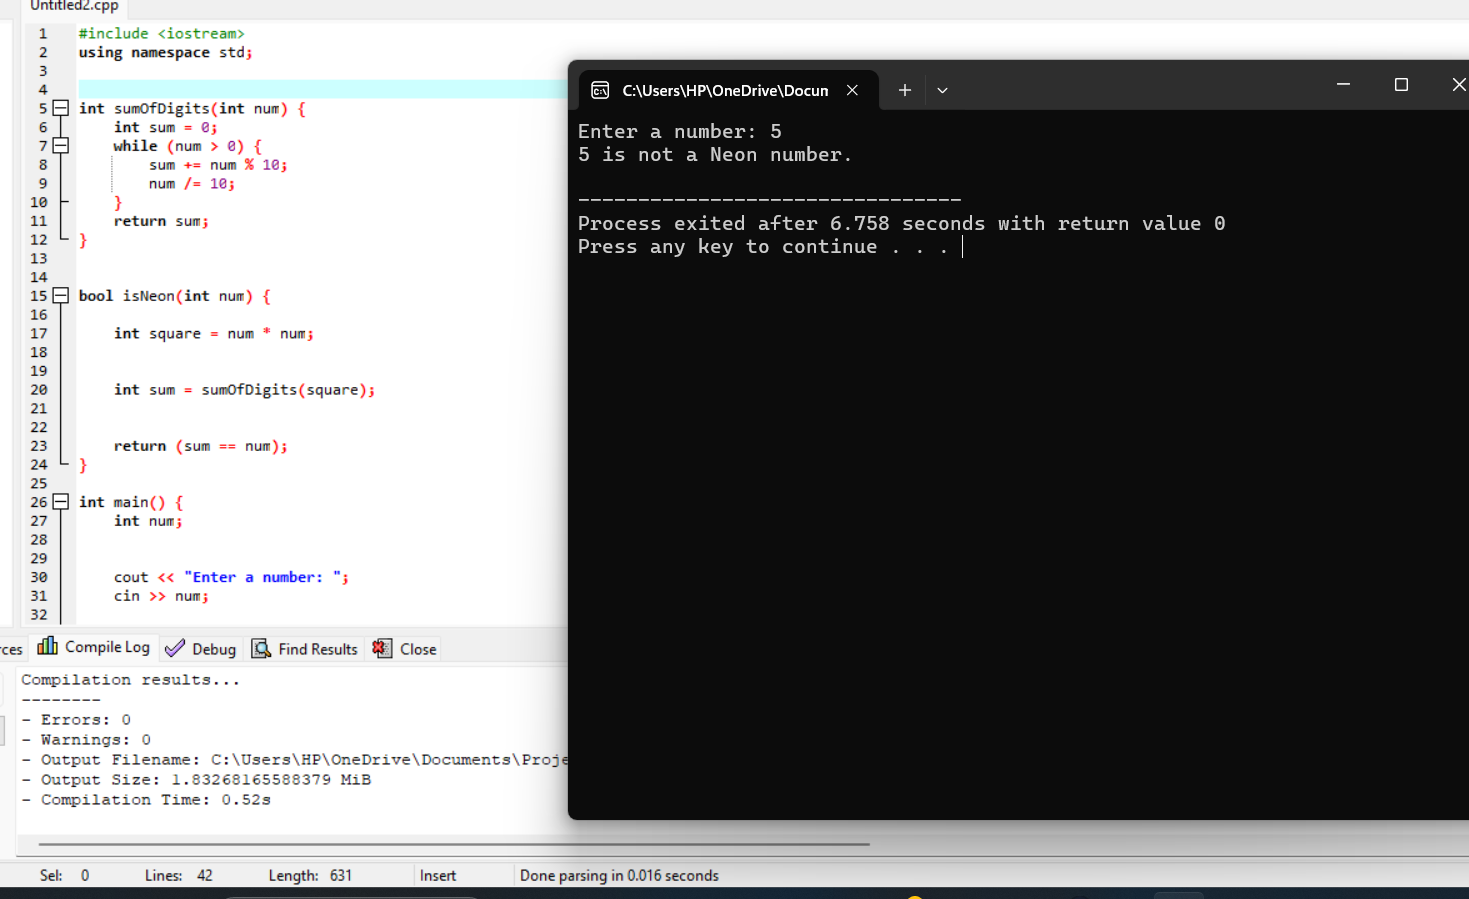 Untitled2.cpp
1 #include <iostream>
2 using namespace std;
3
4
5 int sumOfDigits(int num) {
6 int sum = 0;
7 while (num > 0) {
8 sum += num % 10;
9 num /= 10;
10 }
11 return sum;
12 }
13
14
15 bool isNeon(int num) {
16
17 int square = num * num;
18
19
20 int sum = sumOfDigits(square);
21
22
23 return (sum == num);
24 }
25
26 int main() {
27 int num;
28
29
30 cout << "Enter a number: ";
31 cin >> num;
32
C:\Users\HP\OneDrive\Docun
Enter a number: 5
5 is not a Neon number.
--------------------------------
Process exited after 6.758 seconds with return value 0
Press any key to continue . . .
rces Compile Log Debug Find Results Close
Compilation results...
--------
- Errors: 0
- Warnings: 0
- Output Filename: C:\Users\HP\OneDrive\Documents\Proje
- Output Size: 1.83268165588379 MiB
- Compilation Time: 0.52s
Sel: 0 Lines: 42 Length: 631 Insert Done parsing in 0.016 seconds